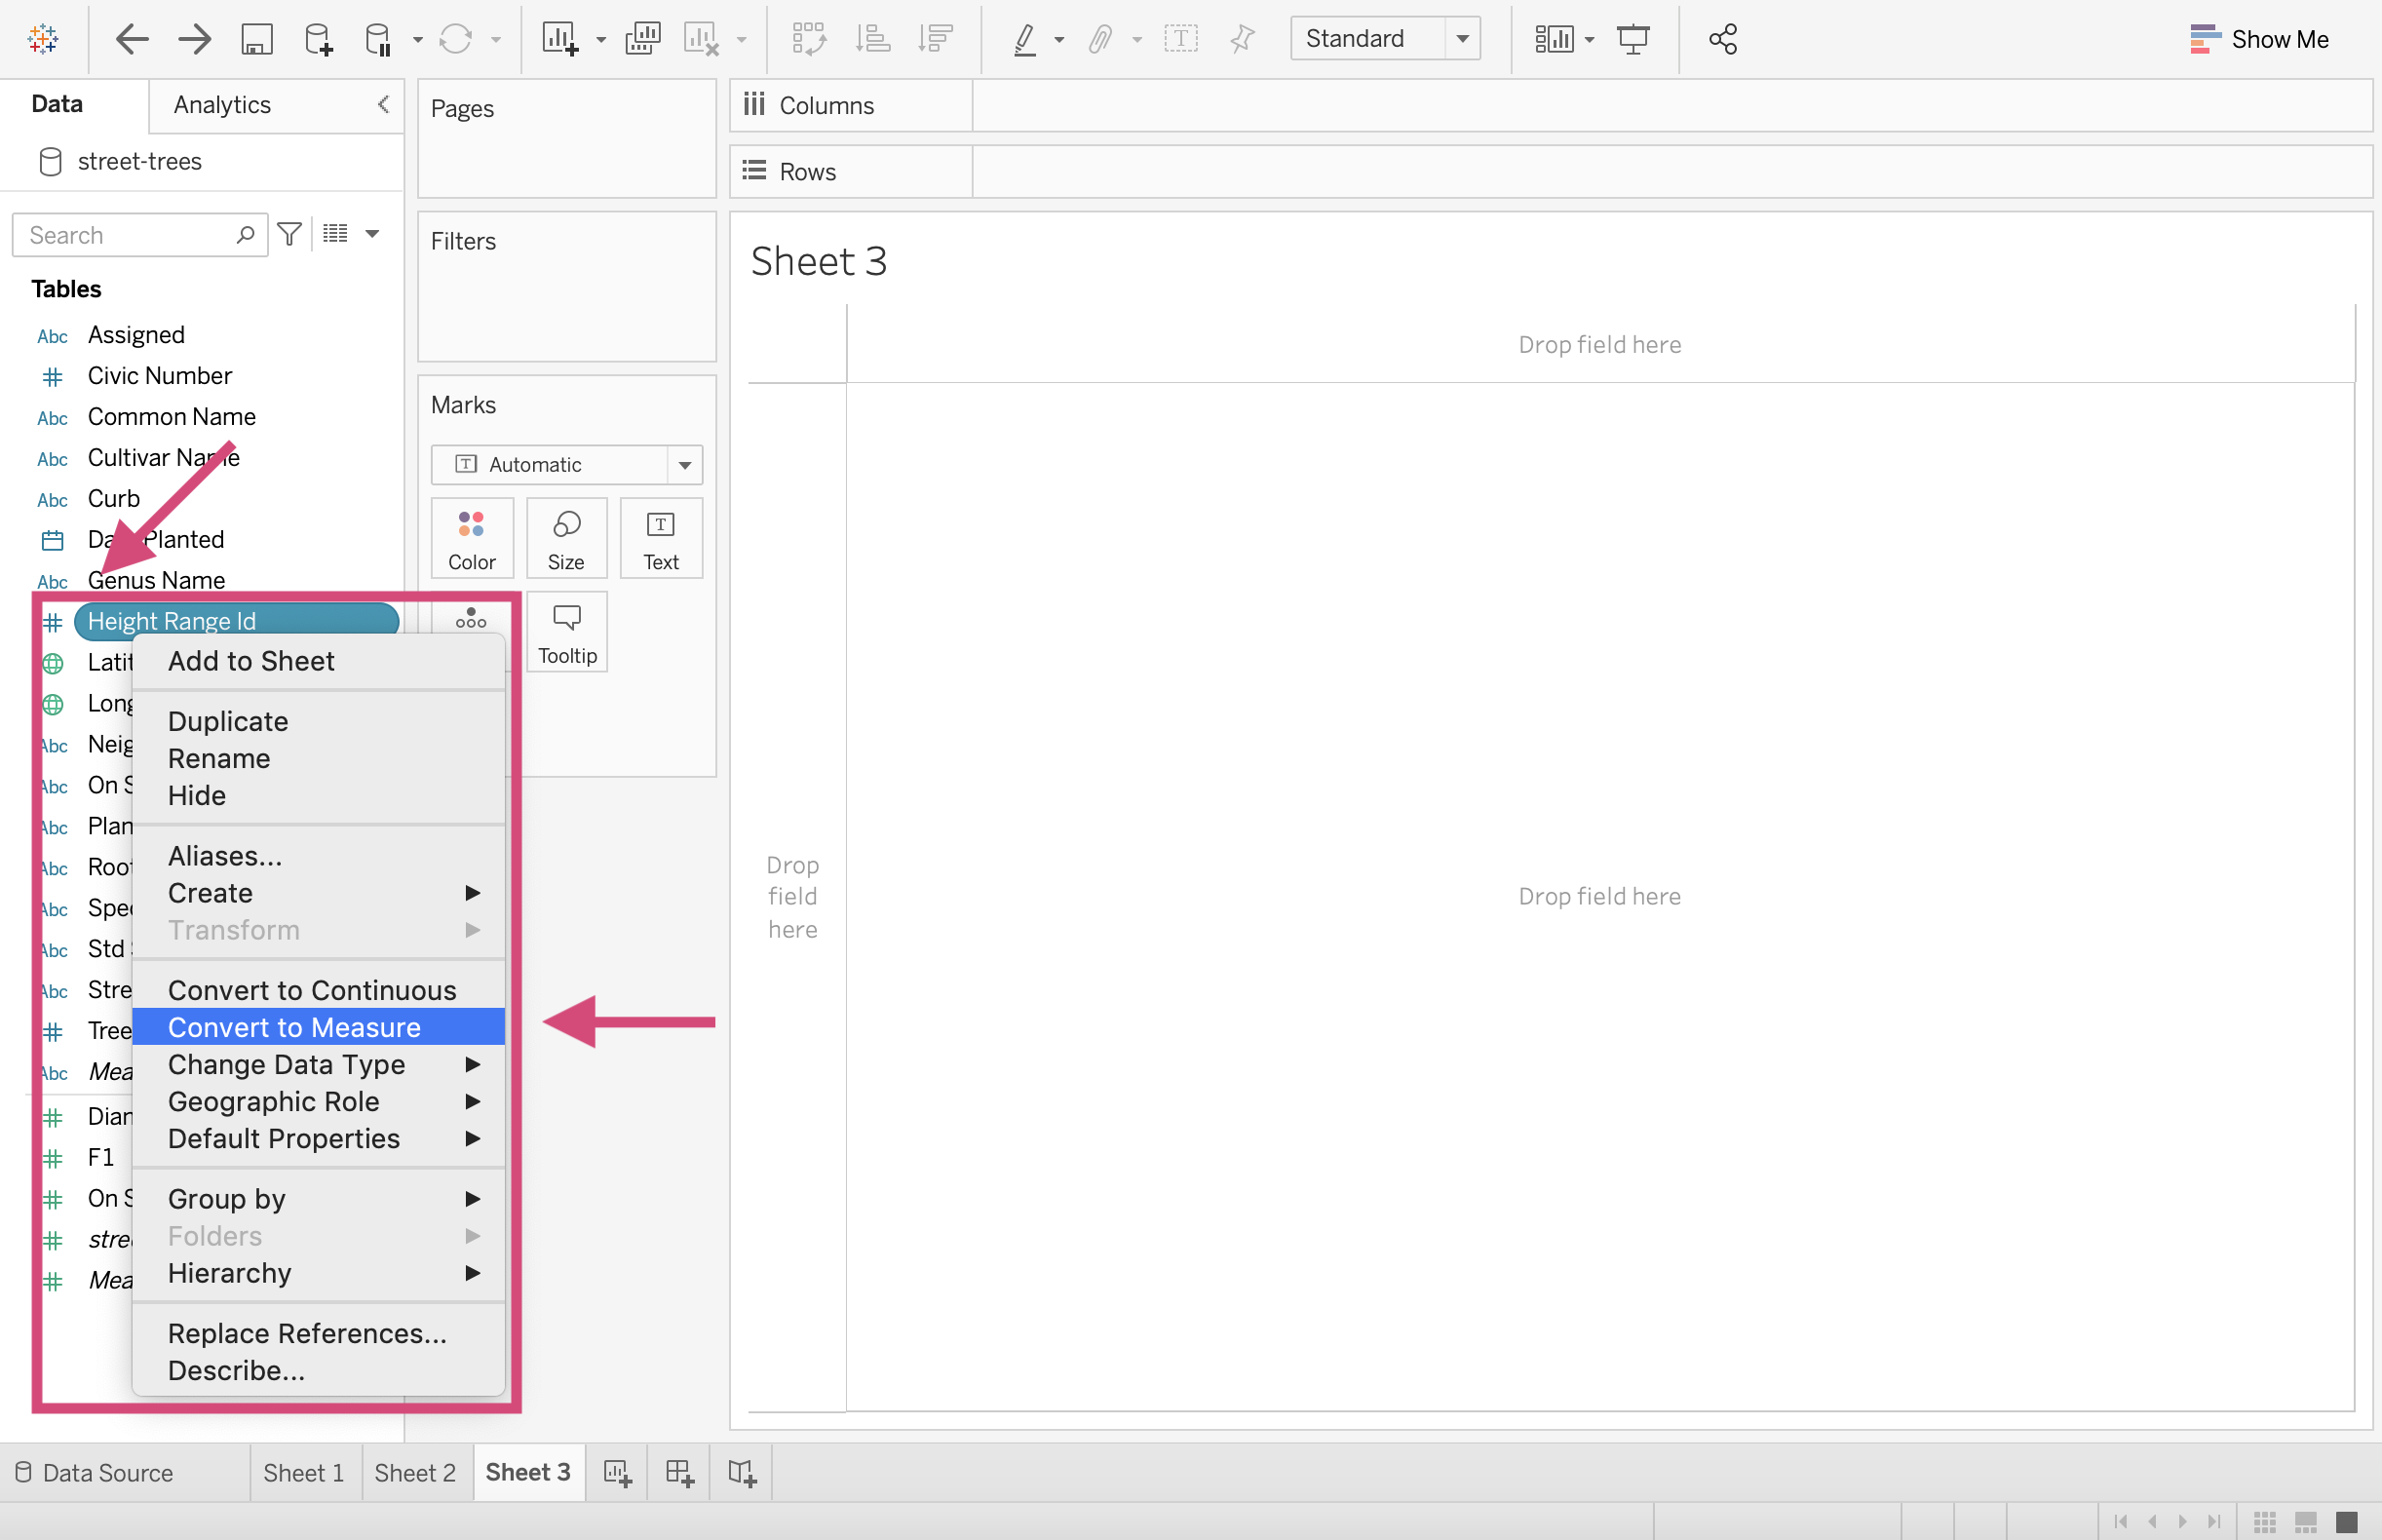 Standard
Show Me
Data
Analytics
street-trees
Search
Tables
Abc Assigned
Civic Number
Abc Common Name
Abc Cultivar Name
Abc Curb
Date Planted
Abc Genus Name
Height Range Id
Latit
Long
Abc Neig
Abc On S
Abc Plan
Abc Root
Abc Spec
Abc Std S
Abc Stre
Tree
Abc Mea
Diam
F1
On S
stree
Mea
Add to Sheet
Duplicate
Rename
Hide
Aliases...
Create
Transform
Convert to Continuous
Convert to Measure
Change Data Type
Geographic Role
Default Properties
Group by
Folders
Hierarchy
Replace References...
Describe...
Pages
Filters
Marks
Automatic
Color
Size
Text
Tooltip
Columns
Rows
Sheet 3
Drop field here
Drop
field
here
Drop field here
Data Source
Sheet 1
Sheet 2
Sheet 3